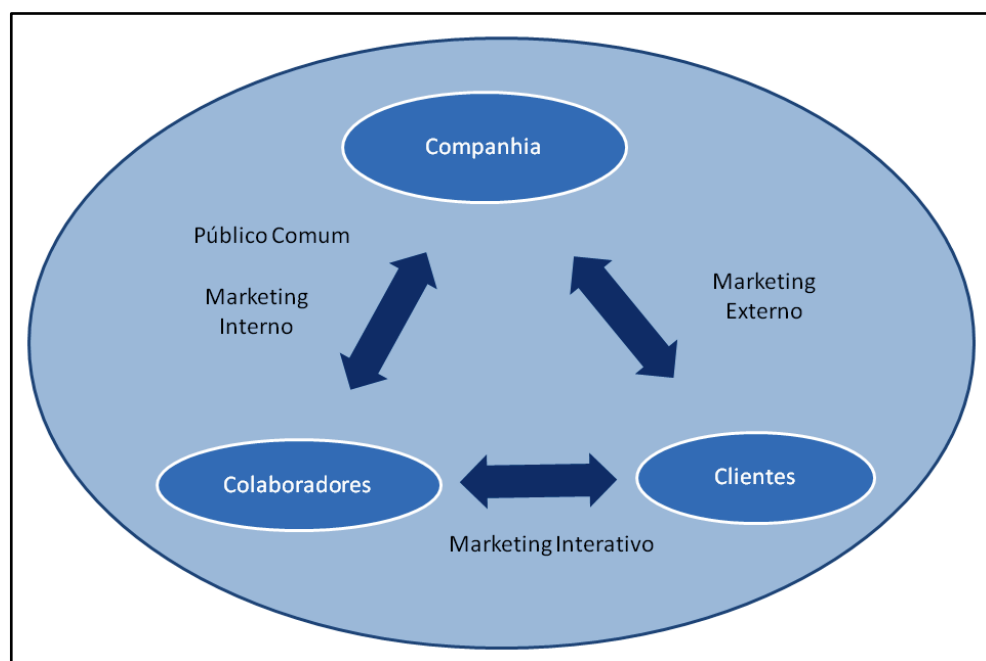 Companhia
Público Comum
Marketing
Interno
Marketing
Externo
Colaboradores
Clientes
Marketing Interativo